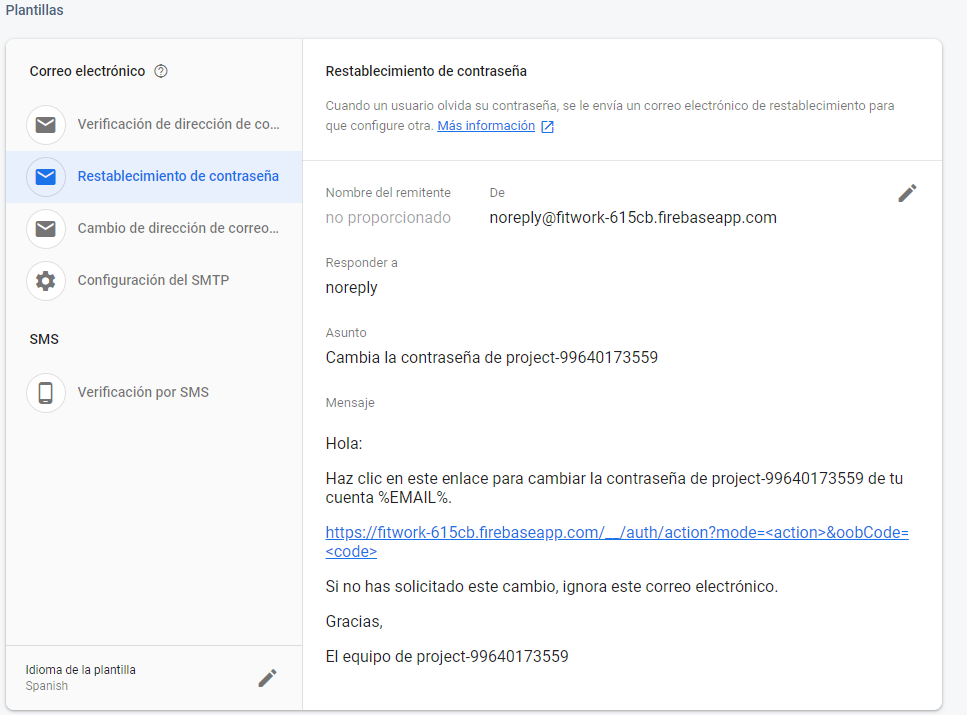 Plantillas
Correo electrónico
Verificación de dirección de co...
Restablecimiento de contraseña
Cambio de dirección de correo...
Configuración del SMTP
SMS
Verificación por SMS
Idioma de la plantilla
Spanish
Restablecimiento de contraseña
Cuando un usuario olvida su contraseña, se le envía un correo electrónico de restablecimiento para
que configure otra. Más información
Nombre del remitente
no proporcionado
De
noreply@fitwork-615cb.firebaseapp.com
Responder a
noreply
Asunto
Cambia la contraseña de project-99640173559
Mensaje
Hola:
Haz clic en este enlace para cambiar la contraseña de project-99640173559 de tu
cuenta %EMAIL%.
https://fitwork-615cb.firebaseapp.com/__/auth/action?mode=<action>&oobCode=
<code>
Si no has solicitado este cambio, ignora este correo electrónico.
Gracias,
El equipo de project-99640173559